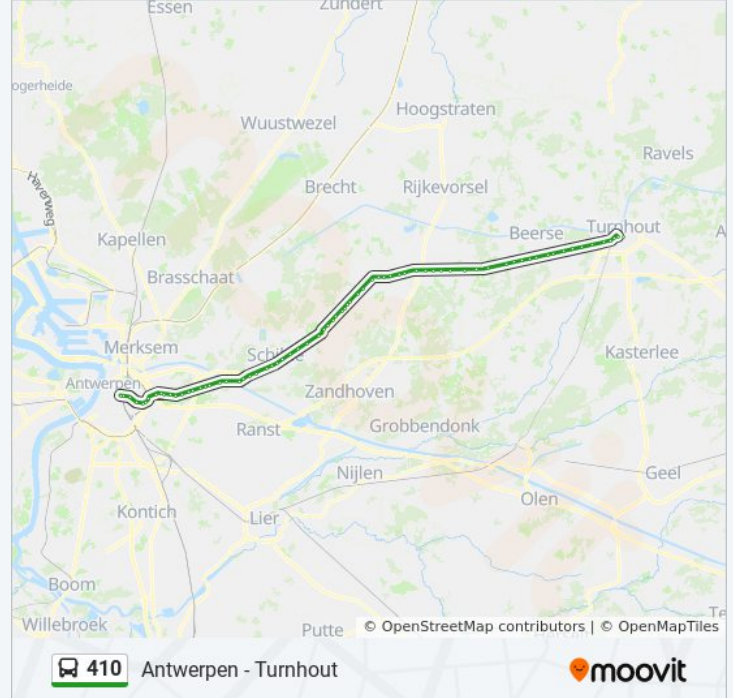 Essen
Zundert
ogerheide
Hoogstraten
Wuustwezel
Ravels
Havenweg
Brecht
Rijkevorsel
Beerse
Turnhout
A
Kapellen
Brasschaat
Merksem
Schilde
Kasterlee
Antwerpen
Zandhoven
Ranst
Grobbendonk
Nijlen
Geel
Olen
Kontich
Lier
Boom
Te
Willebroek
Putte
© OpenStreetMap contributors | © OpenMapTiles
410 Antwerpen - Turnhout
moovit